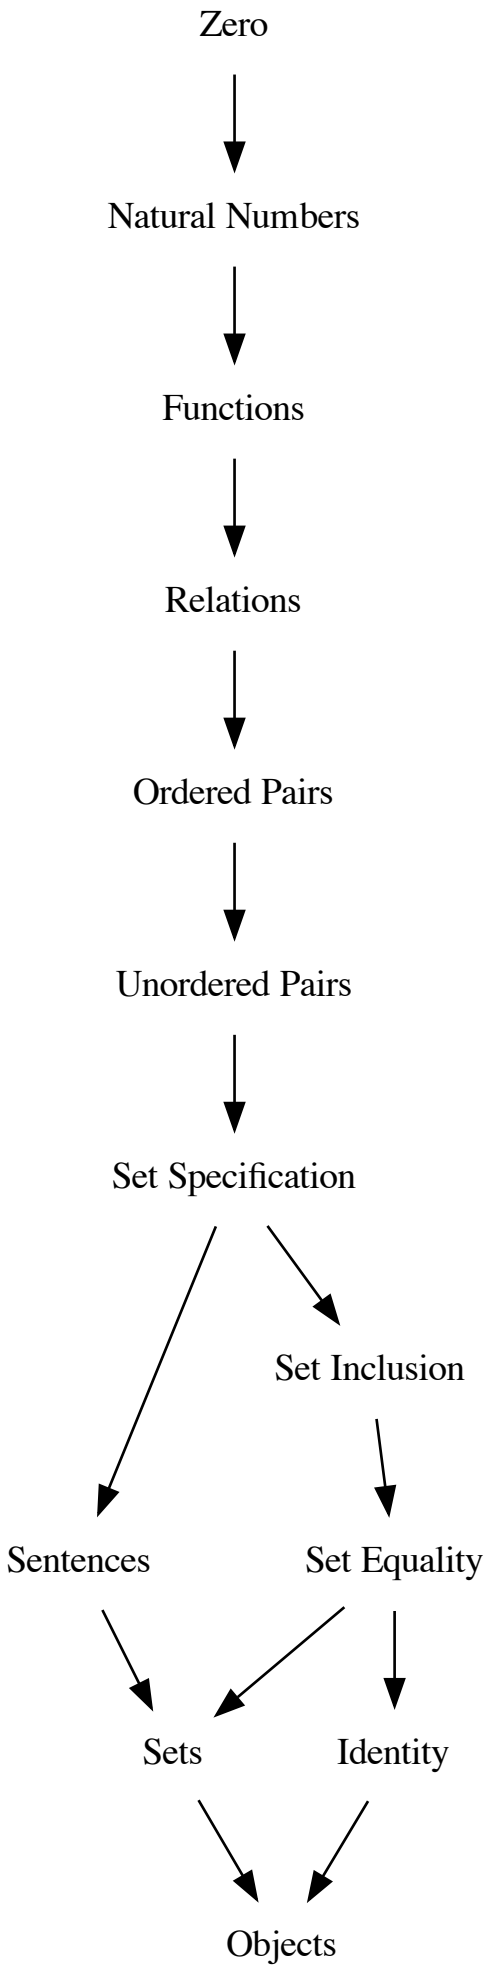 Zero
Natural Numbers
Functions
Relations
Ordered Pairs
Unordered Pairs
Set Specification
Set Inclusion
Sentences
Set Equality
Sets
Identity
Objects